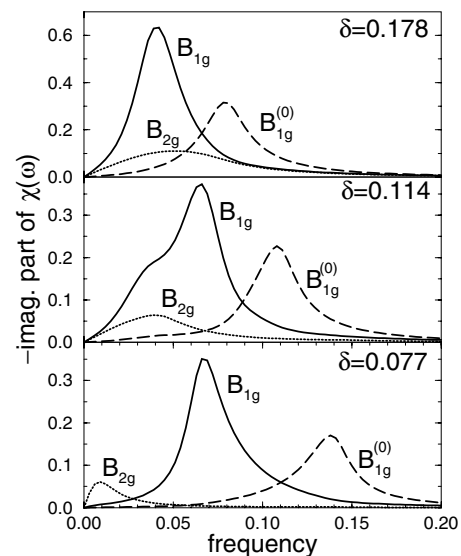 δ=0.178
0.6
0.4
0.2
0.0
B1g
B2g
B1g(0)
δ=0.114
0.3
0.2
0.1
0.0
B1g
B2g
B1g(0)
δ=0.077
0.3
0.2
0.1
0.0
B1g
B2g
B1g(0)
0.00 0.05 0.10 0.15 0.20
frequency
−imag. part of χ(ω)